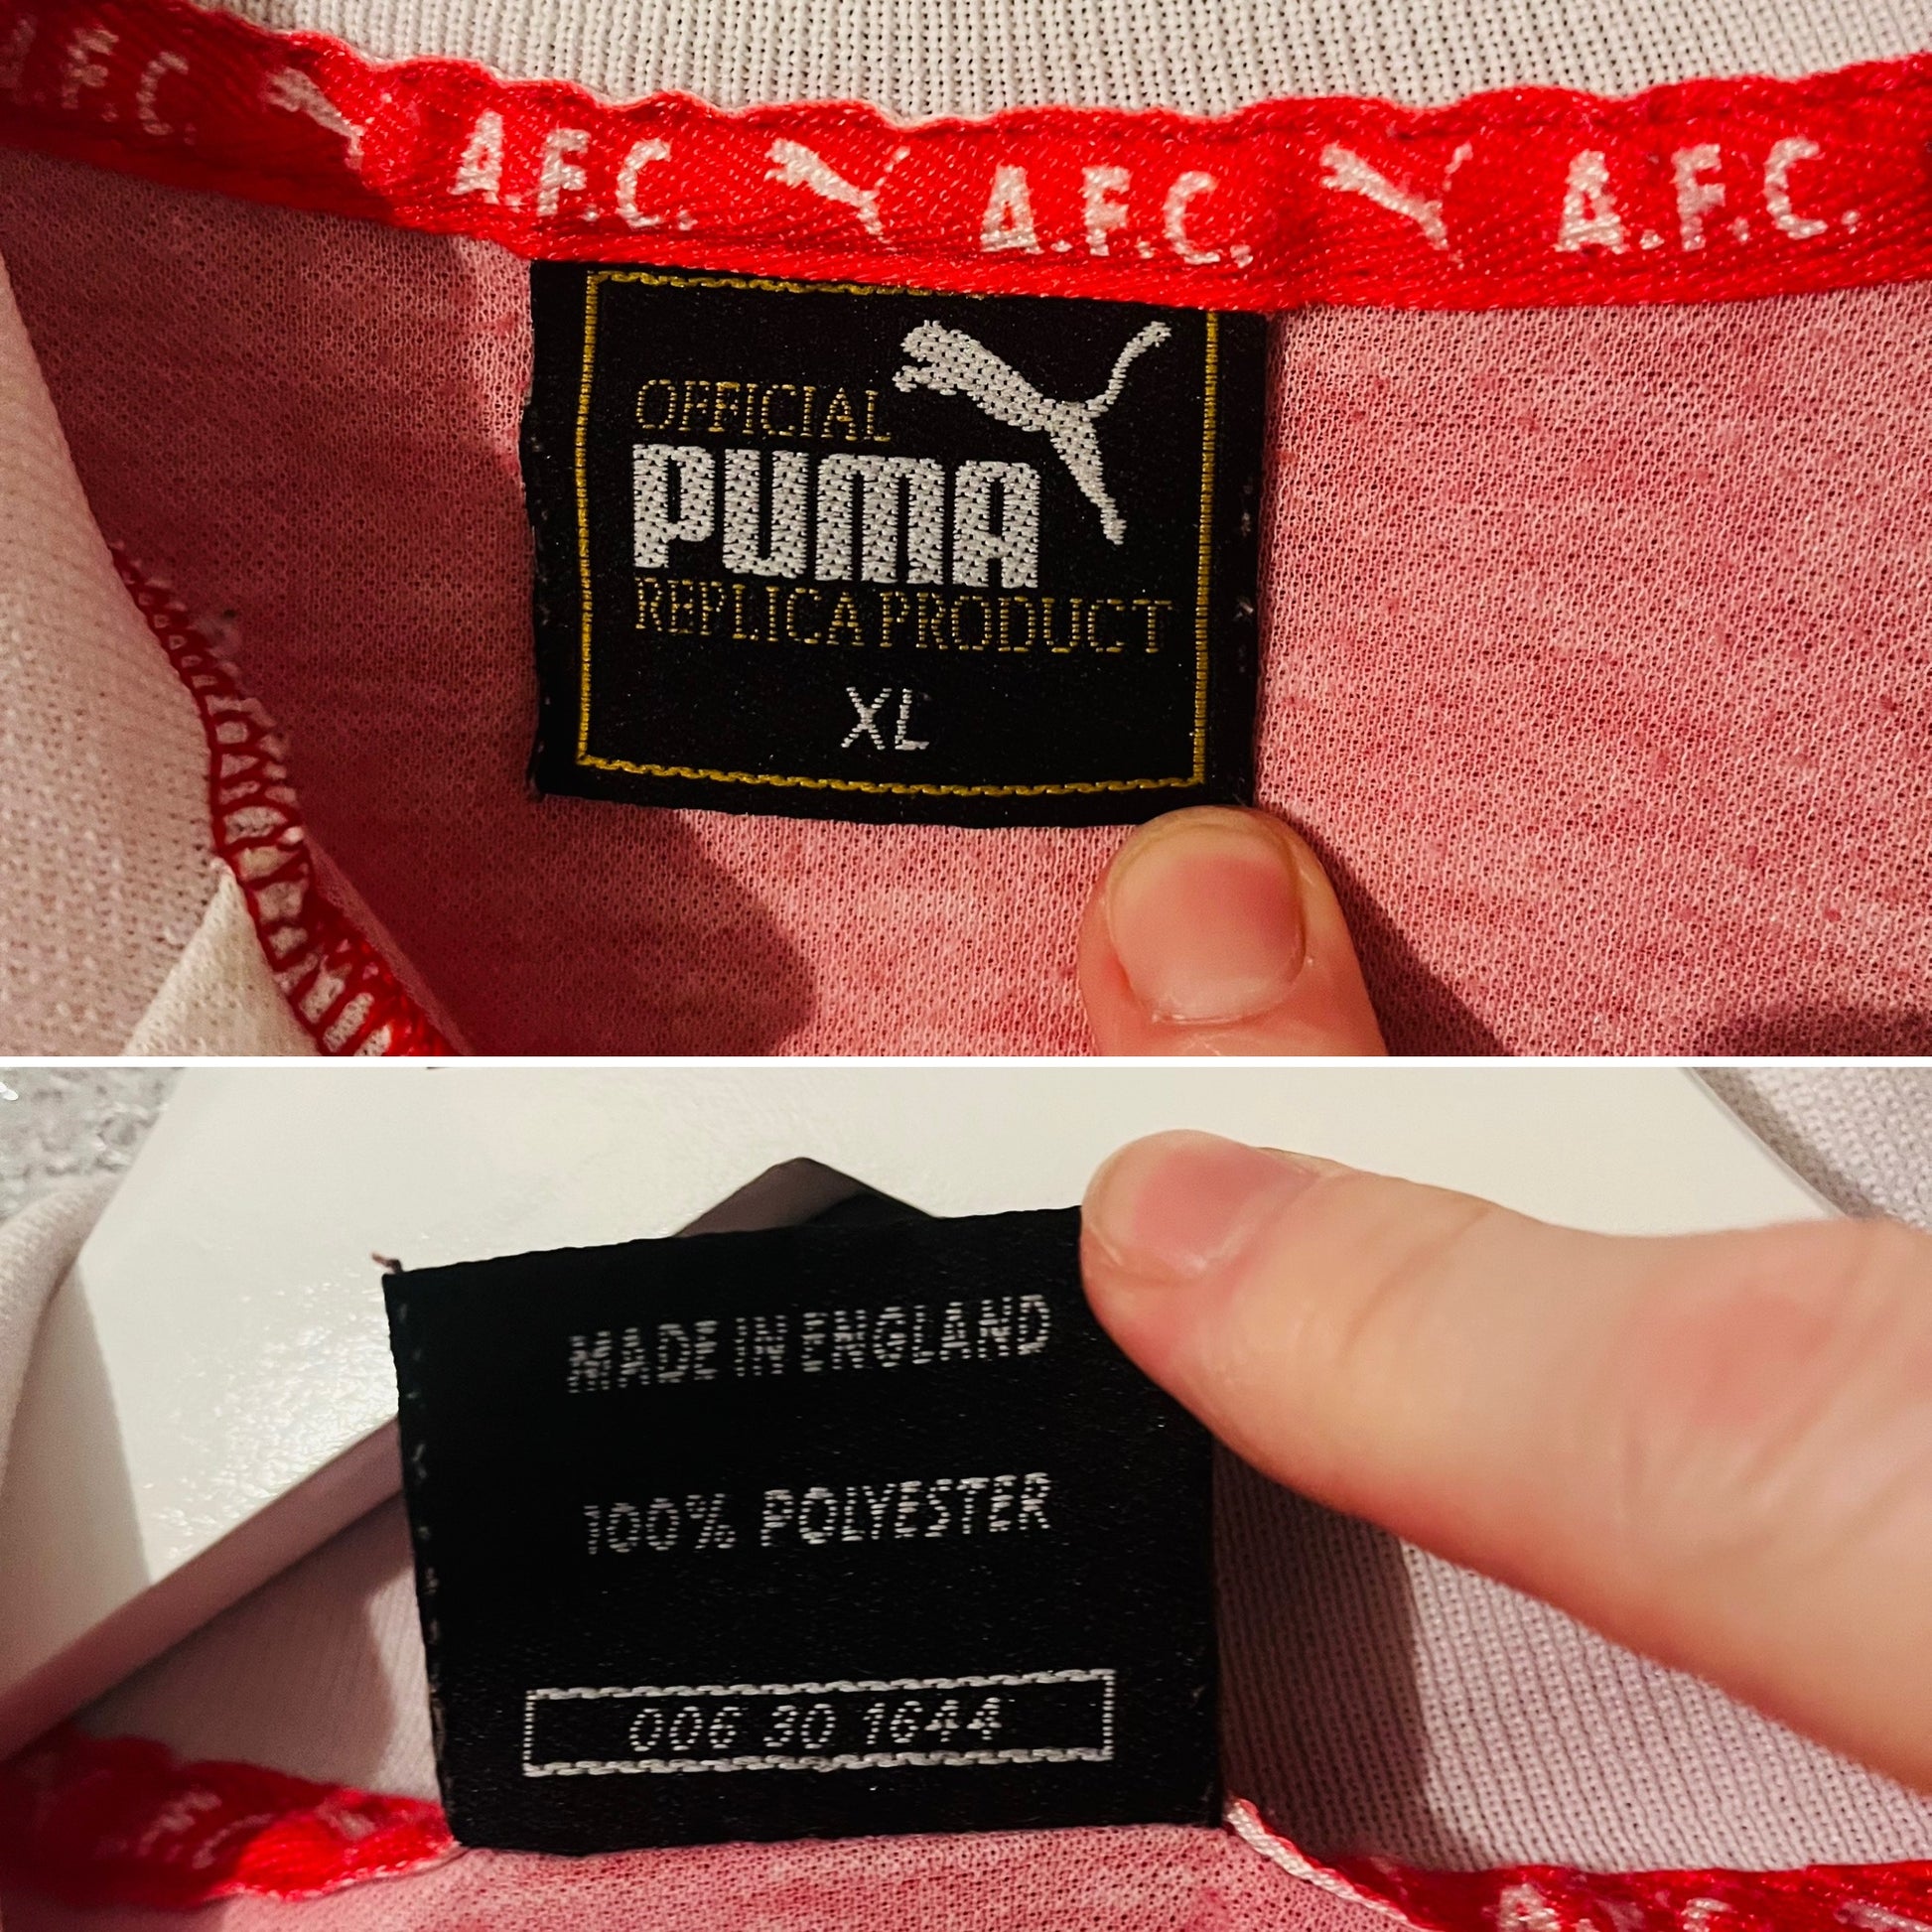 A.F.C. A.F.C. A.F.C. A.F.C.
OFFICIAL
PUMA
REPLICA PRODUCT
XL
MADE IN ENGLAND
100% POLYESTER
006 30 1644
A.F.